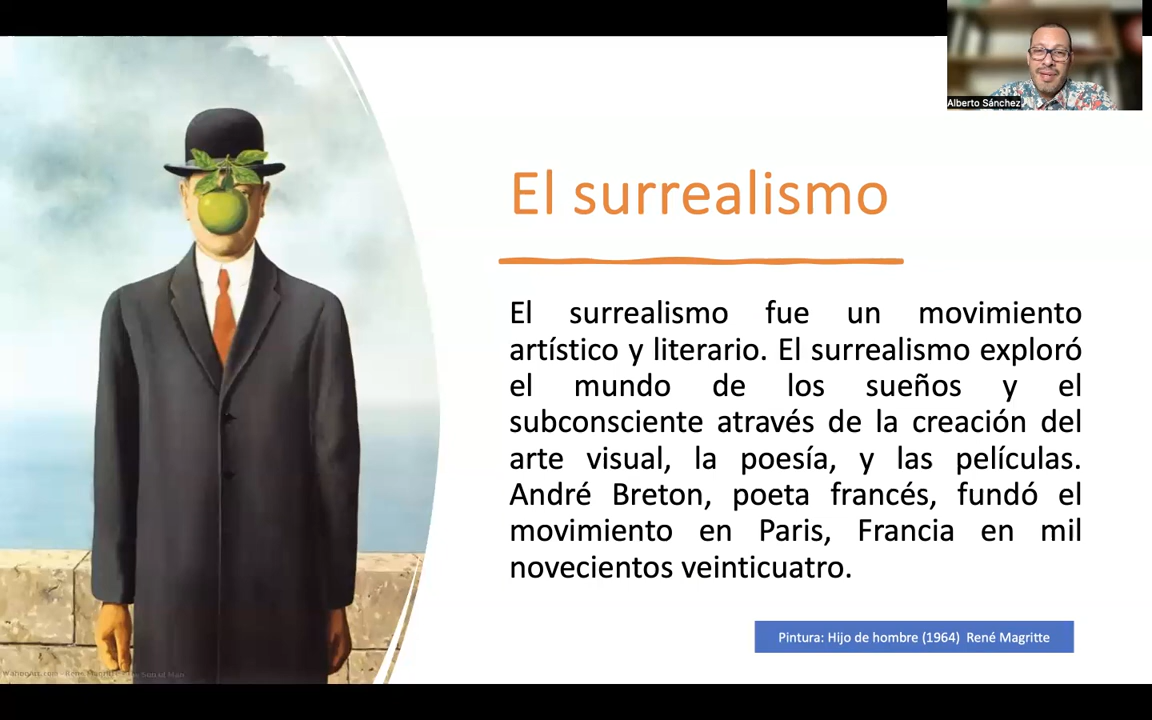 Alberto Sánchez
El surrealismo
El surrealismo fue un movimiento
artístico y literario. El surrealismo exploró
el mundo de los sueños y el
subconsciente através de la creación del
arte visual, la poesía, y las películas.
André Breton, poeta francés, fundó el
movimiento en Paris, Francia en mil
novecientos veinticuatro.
Pintura: Hijo de hombre (1964) René Magritte